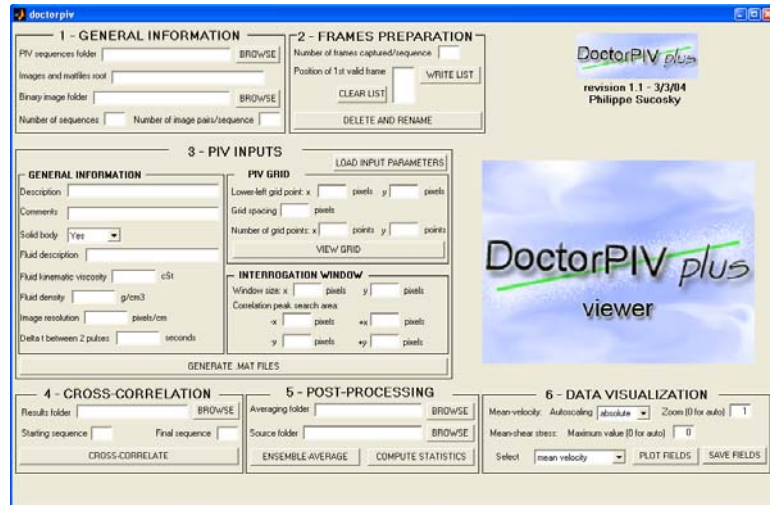 doctorpiv
1 - GENERAL INFORMATION
PIV sequences folder BROWSE
Images and matfiles root
Binary image folder BROWSE
Number of sequences Number of image pairs/sequence
2 - FRAMES PREPARATION
Number of frames captured/sequence
Position of 1st valid frame WRITE LIST
CLEAR LIST
DELETE AND RENAME
DoctorPIV plus
revision 1.1 - 3/3/04
Philippe Sucosky
3 - PIV INPUTS
LOAD INPUT PARAMETERS
GENERAL INFORMATION
Description
Comments
Solid body Yes
Fluid description
Fluid kinematic viscosity cSt
Fluid density g/cm3
Image resolution pixels/cm
Delta t between 2 pulses seconds
PIV GRID
Lower-left grid point: x pixels y pixels
Grid spacing pixels
Number of grid points: x points y points
VIEW GRID
INTERROGATION WINDOW
Window size: x pixels y pixels
Correlation peak search area:
-x pixels +x pixels
-y pixels +y pixels
GENERATE .MAT FILES
DoctorPIV plus
viewer
4 - CROSS-CORRELATION
Results folder BROWSE
Starting sequence Final sequence
CROSS-CORRELATE
5 - POST-PROCESSING
Averaging folder BROWSE
Source folder BROWSE
ENSEMBLE AVERAGE COMPUTE STATISTICS
6 - DATA VISUALIZATION
Mean-velocity: Autoscaling absolute Zoom (0 for auto) 1
Mean-shear stress: Maximum value (0 for auto) 0
Select mean velocity PLOT FIELDS SAVE FIELDS